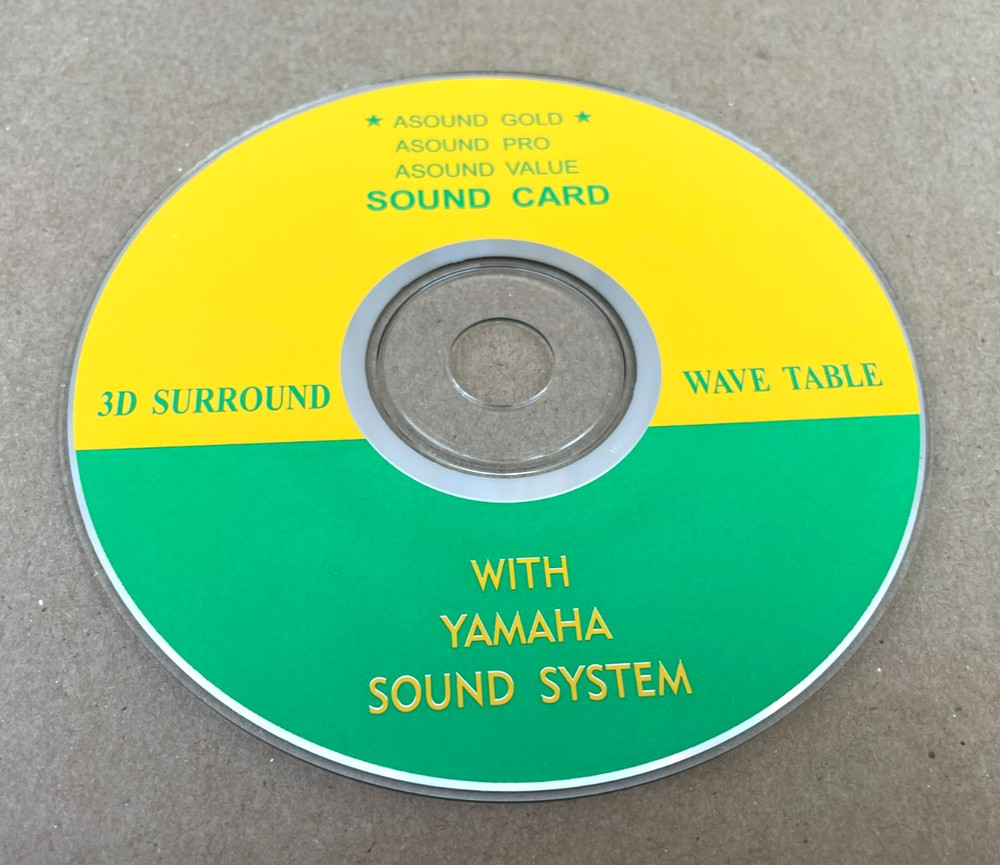 ★ ASOUND GOLD ★
ASOUND PRO
ASOUND VALUE
SOUND CARD
3D SURROUND
WAVE TABLE
WITH
YAMAHA
SOUND SYSTEM